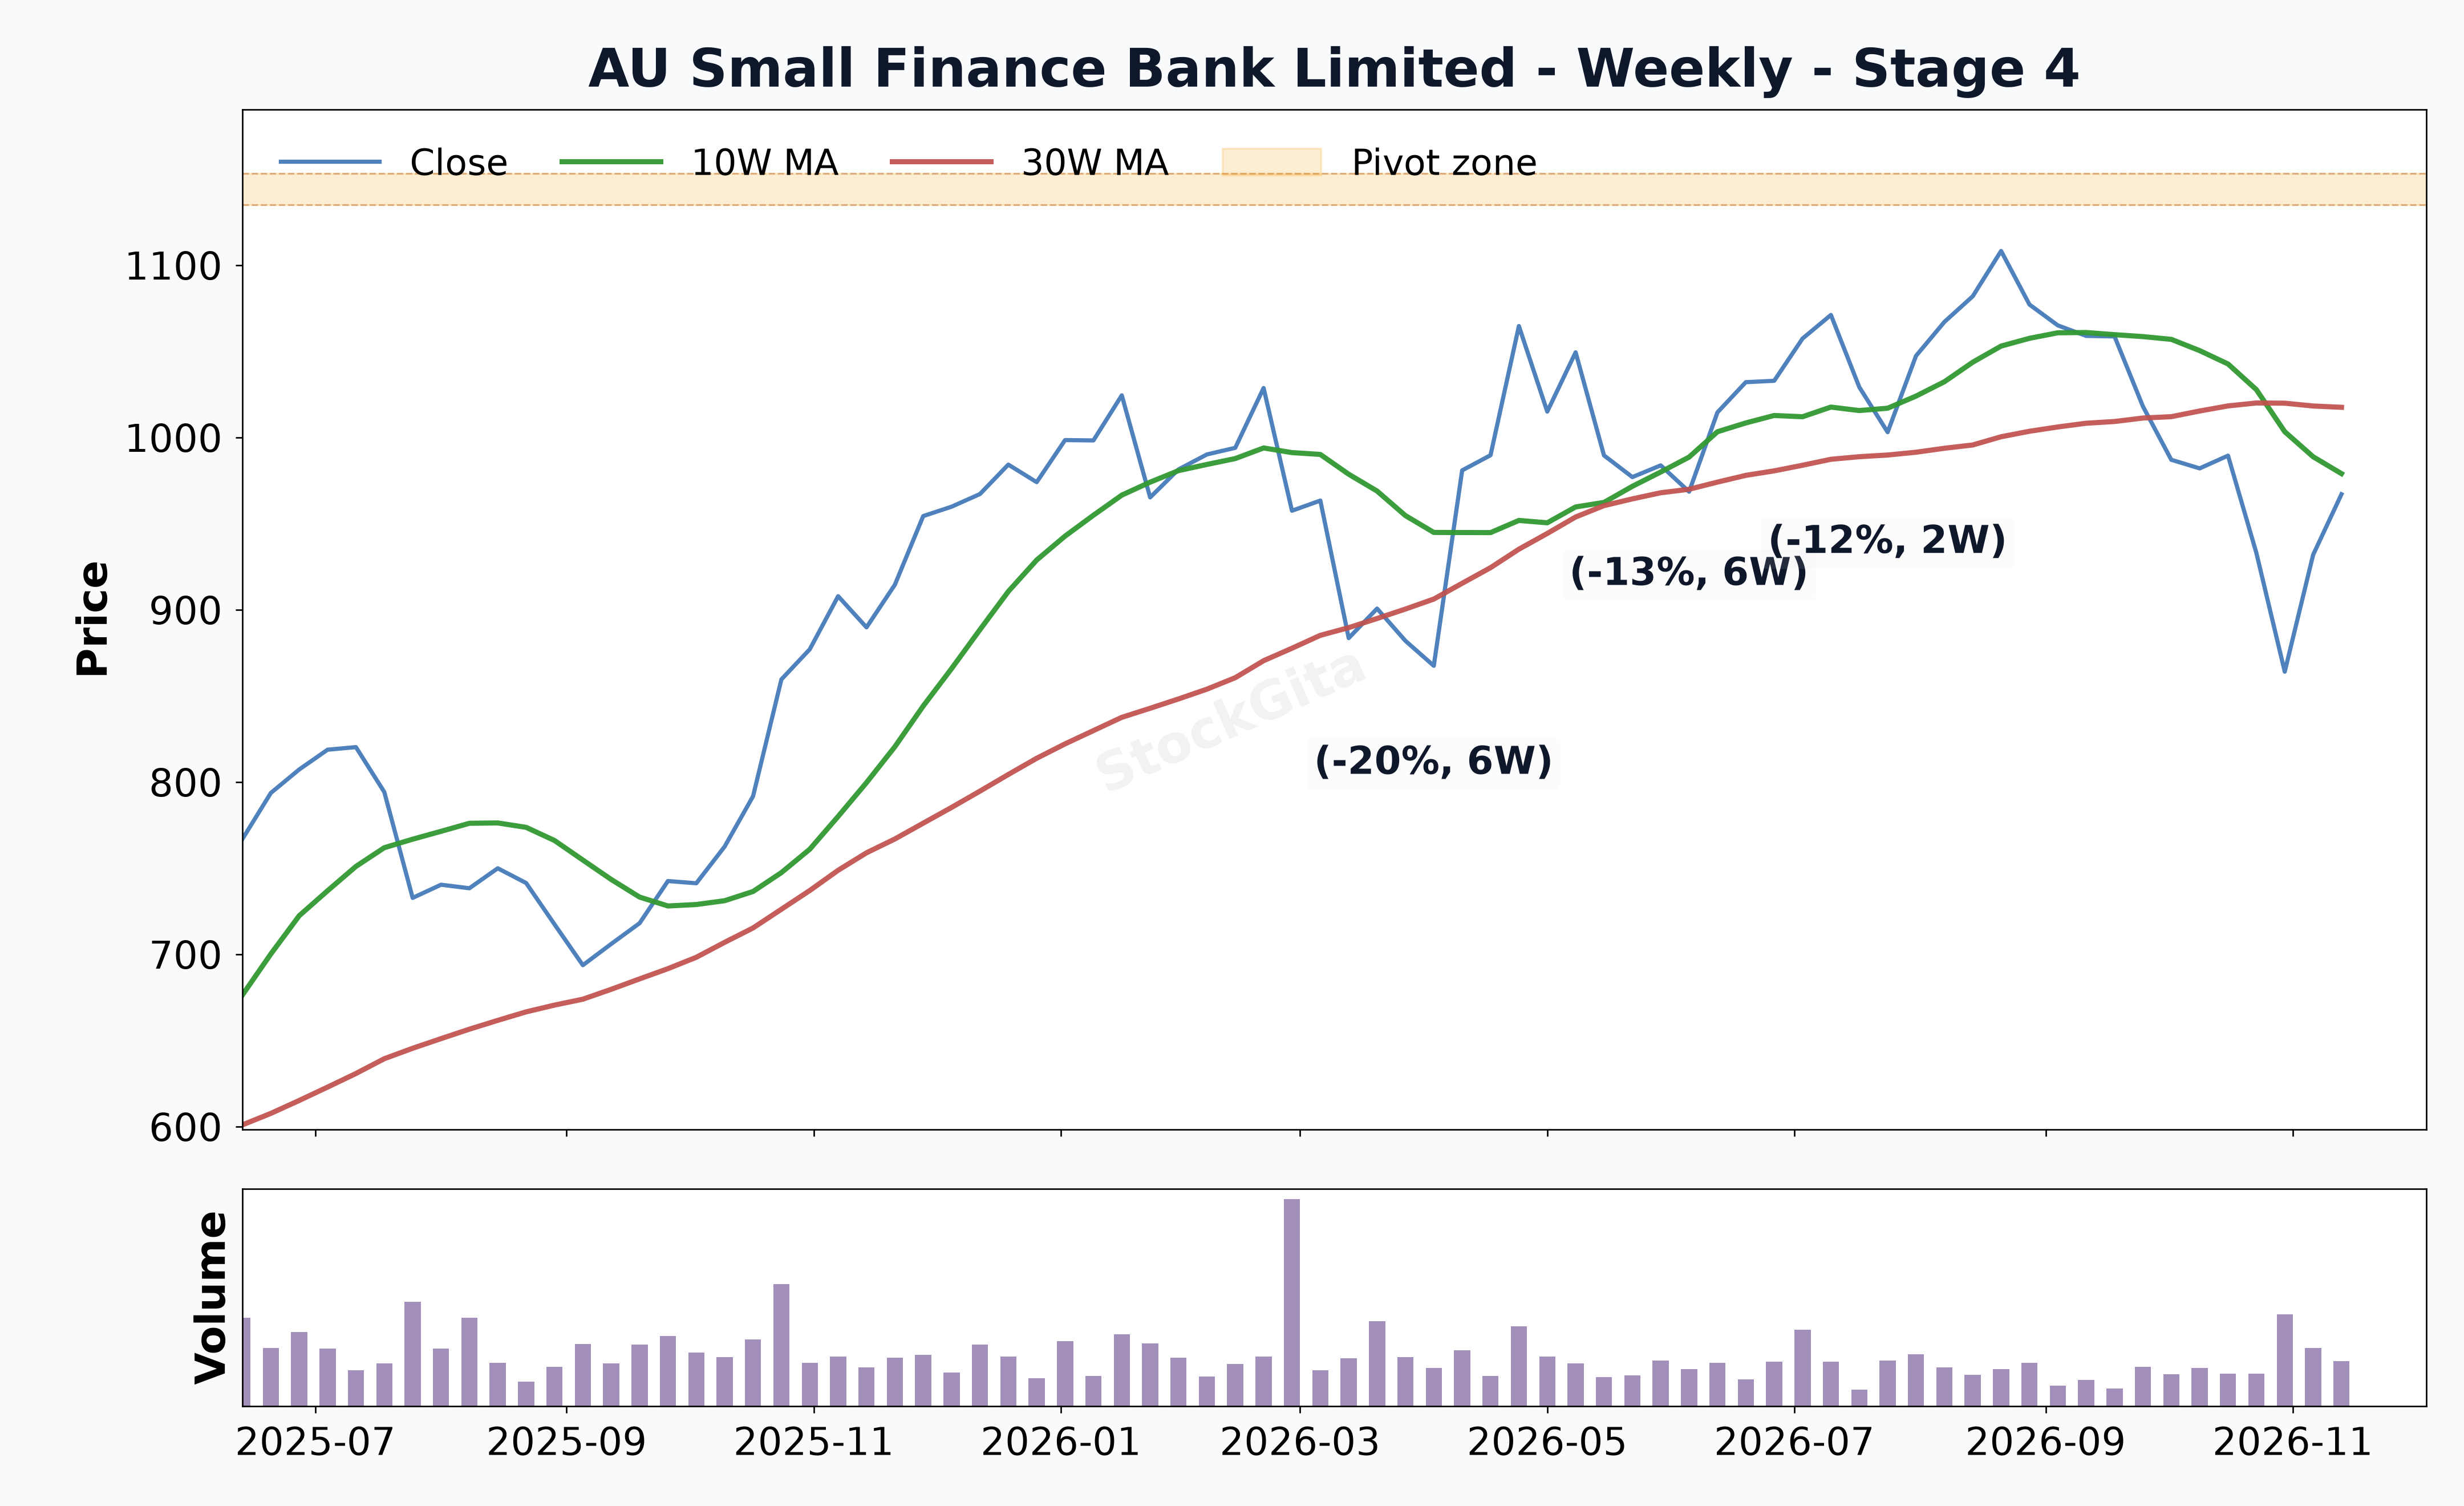 AU Small Finance Bank Limited - Weekly - Stage 4
Close 10W MA 30W MA Pivot zone
Price
1100
1000
900
800
700
600
(-12%, 2W)
(-13%, 6W)
(-20%, 6W)
StockGita
Volume
2025-07 2025-09 2025-11 2026-01 2026-03 2026-05 2026-07 2026-09 2026-11